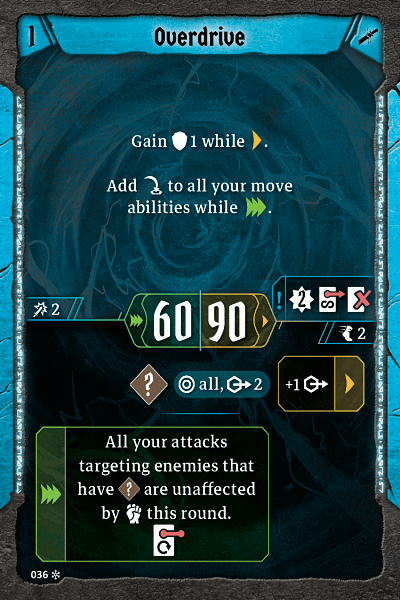 1
Overdrive
Gain 1 while .
Add to all your move
abilities while .
2
60 90
! 2
2
? all, 2 +1
All your attacks
targeting enemies that
have ? are unaffected
by this round.
036